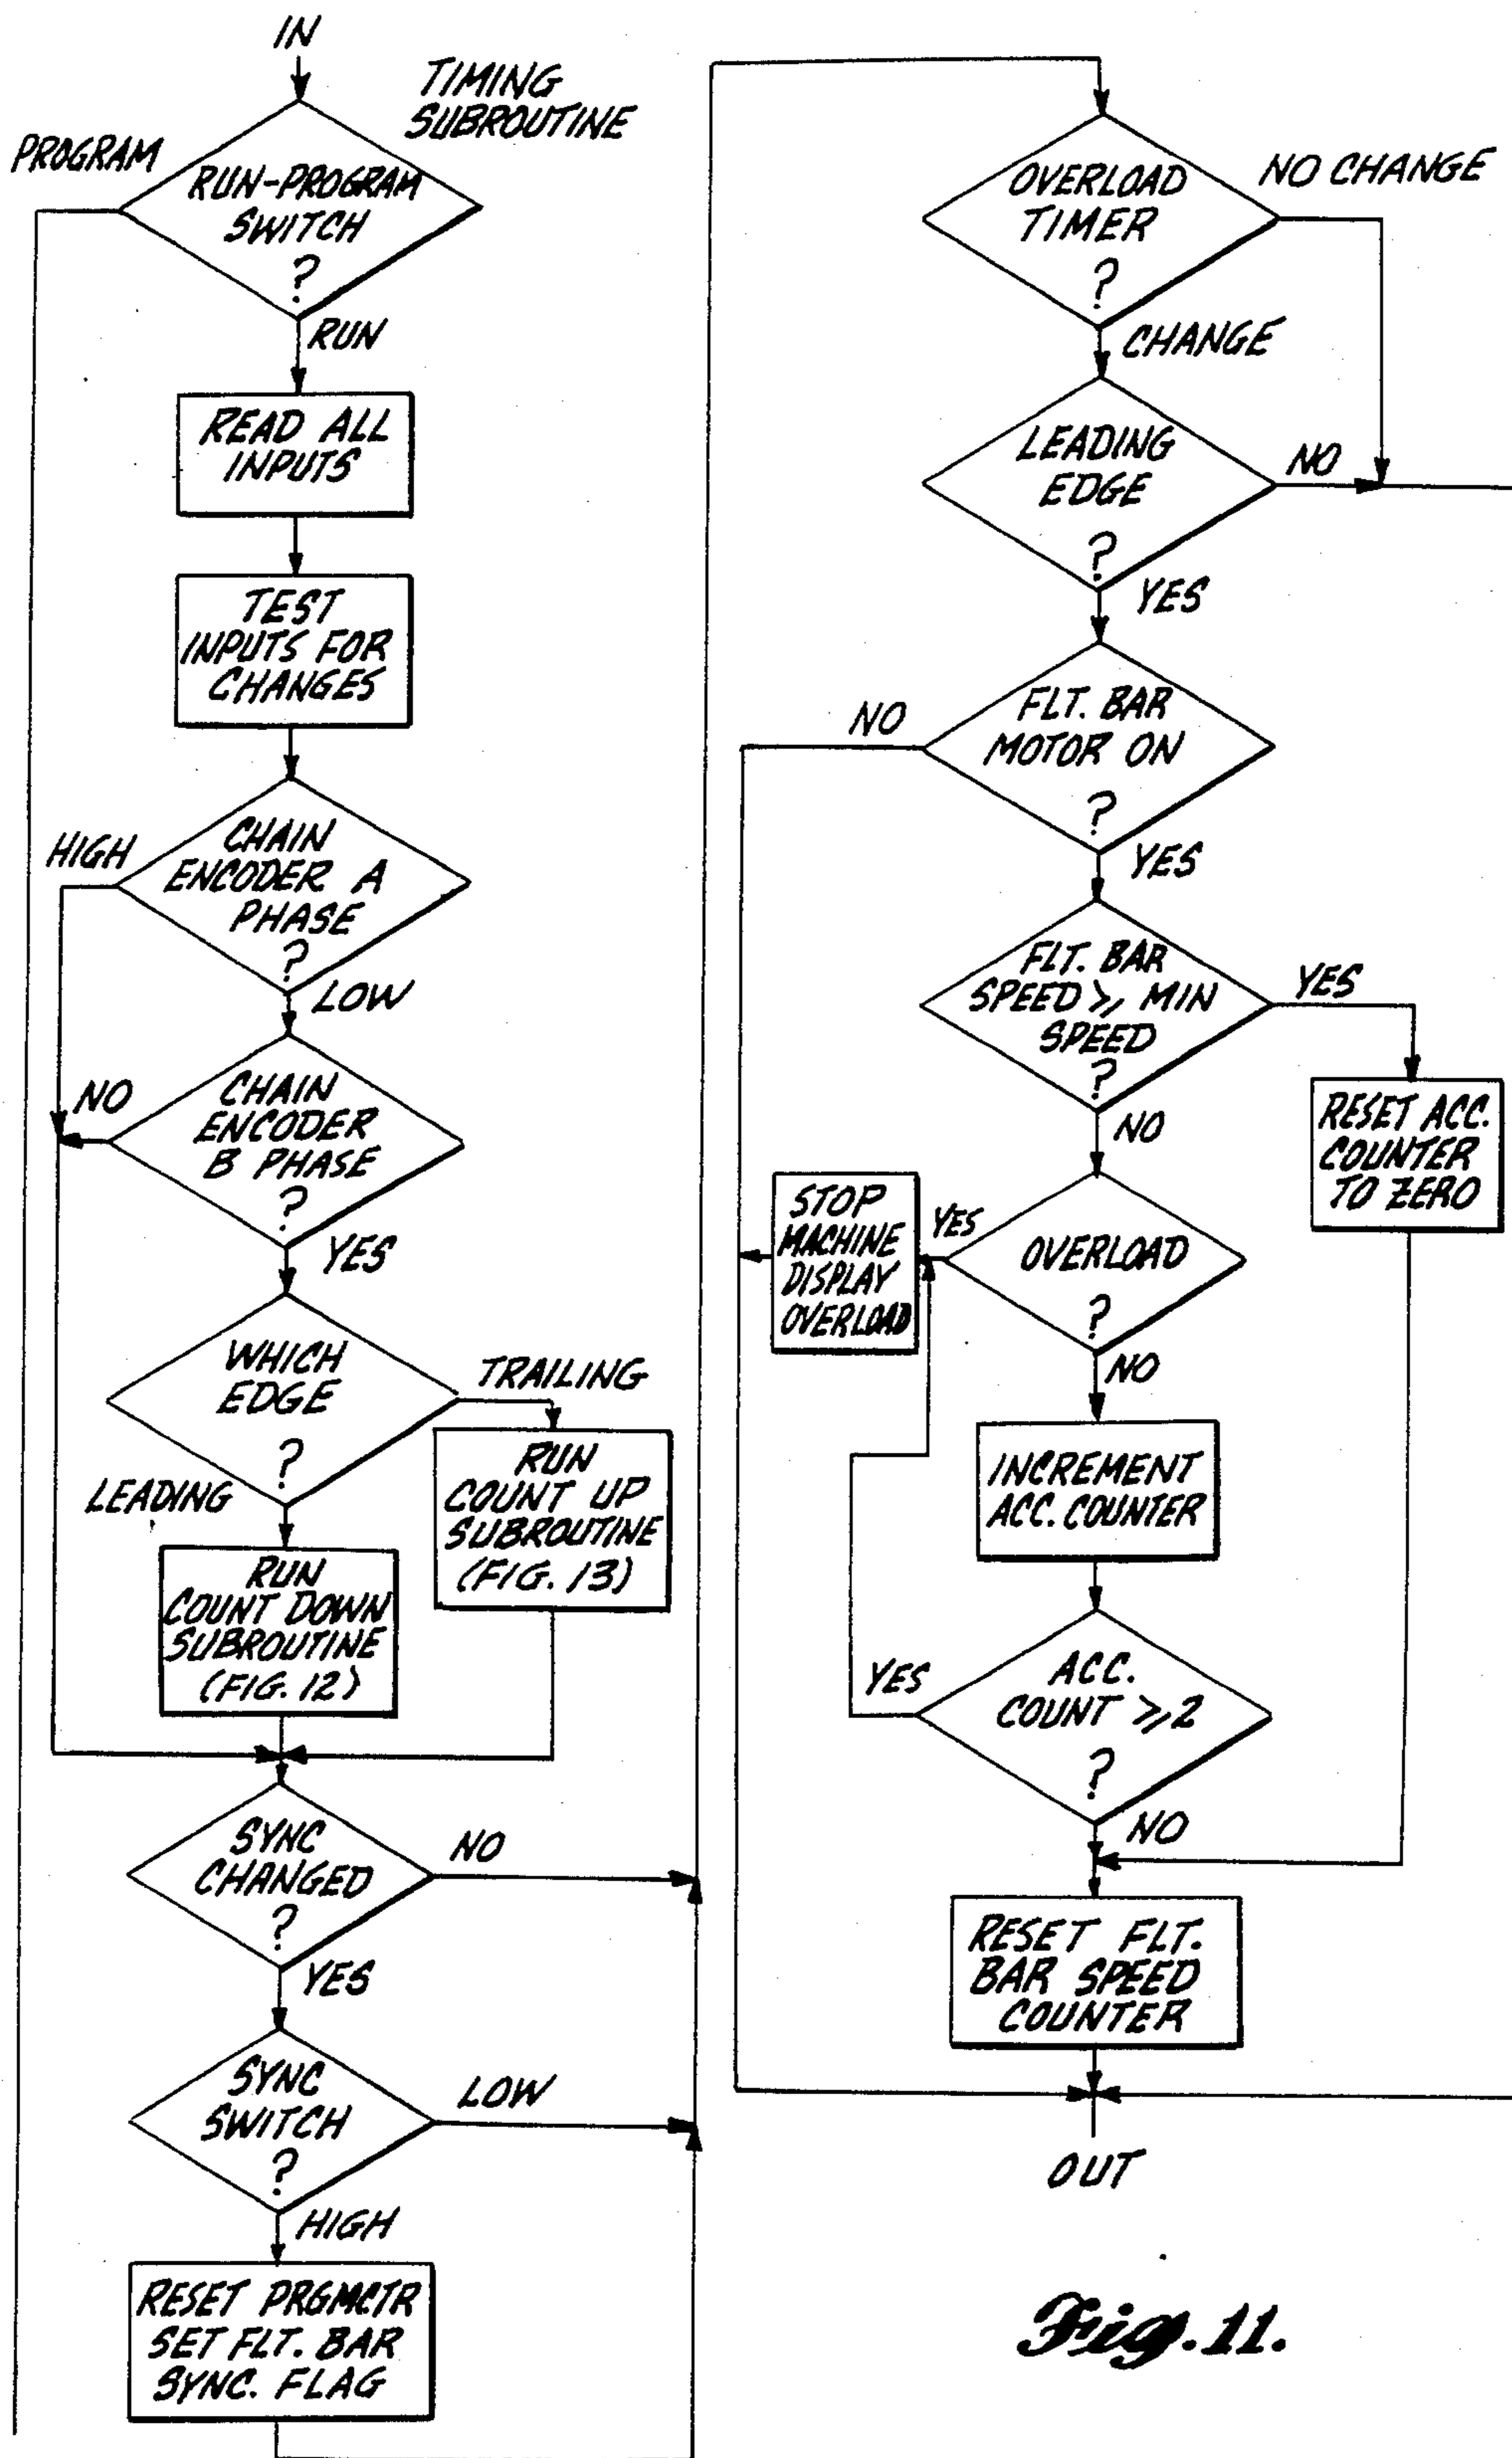 IN
TIMING
SUBROUTINE
PROGRAM
RUN-PROGRAM
SWITCH
?
RUN
READ ALL
INPUTS
TEST
INPUTS FOR
CHANGES
HIGH
CHAIN
ENCODER A
PHASE
?
LOW
NO
CHAIN
ENCODER
B PHASE
?
YES
WHICH
EDGE
?
TRAILING
LEADING
RUN
COUNT UP
SUBROUTINE
(FIG. 13)
RUN
COUNT DOWN
SUBROUTINE
(FIG. 12)
SYNC
CHANGED
?
NO
YES
SYNC
SWITCH
?
LOW
HIGH
RESET PRGMCTR
SET FLT. BAR
SYNC. FLAG
OVERLOAD
TIMER
?
NO CHANGE
CHANGE
LEADING
EDGE
?
NO
YES
NO
FLT. BAR
MOTOR ON
?
YES
FLT. BAR
SPEED ≥ MIN
SPEED
?
YES
NO
RESET ACC.
COUNTER
TO ZERO
STOP
MACHINE
DISPLAY
OVERLOAD
YES
OVERLOAD
?
NO
INCREMENT
ACC. COUNTER
YES
ACC.
COUNT ≥ 2
?
NO
RESET FLT.
BAR SPEED
COUNTER
OUT
Fig. 11.